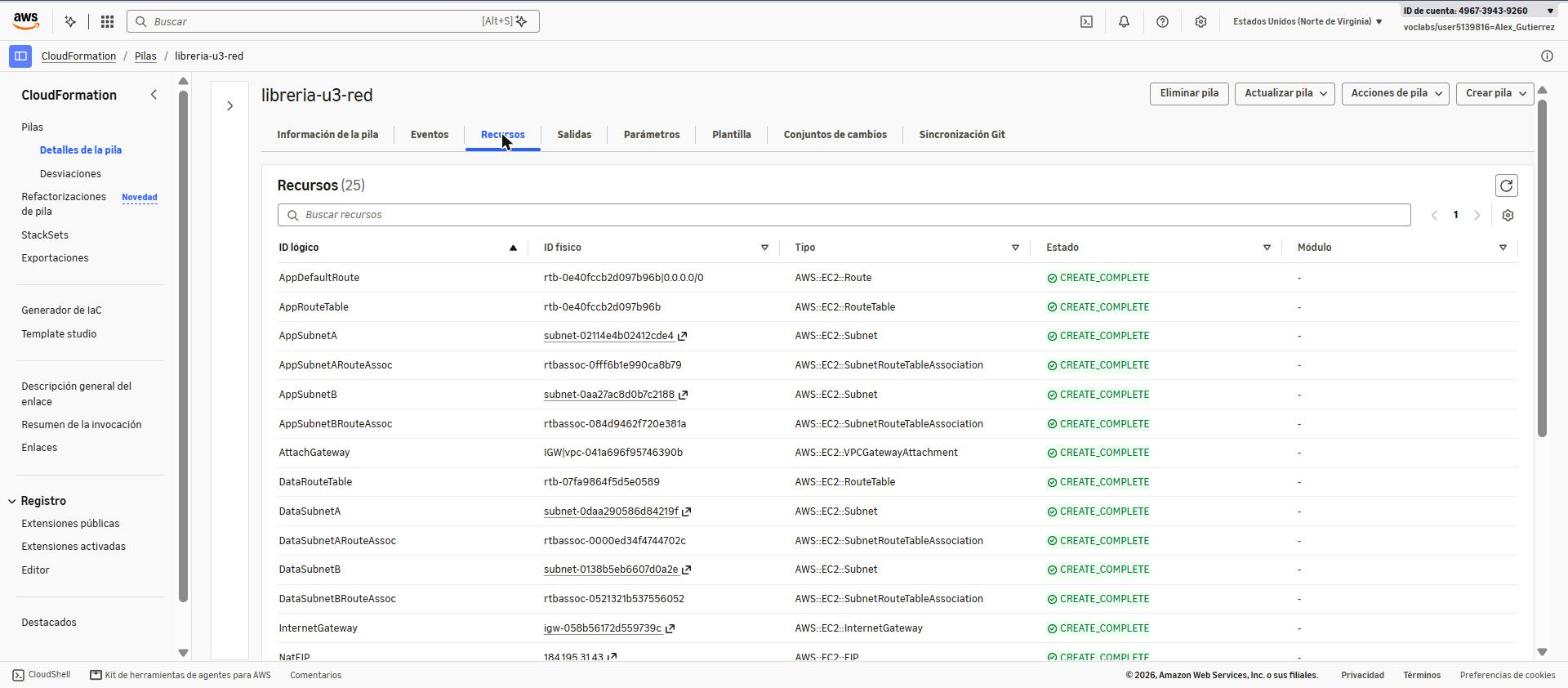 aws
Buscar
[Alt+S]
Estados Unidos (Norte de Virginia)
ID de cuenta: 4967-3943-9260
voclabs/user5139816=Alex_Gutierrez
CloudFormation / Pilas / libreria-u3-red
CloudFormation
Pilas
Detalles de la pila
Desviaciones
Refactorizaciones
de pila
Novedad
StackSets
Exportaciones
Generador de IaC
Template studio
Descripción general del
enlace
Resumen de la invocación
Enlaces
Registro
Extensiones públicas
Extensiones activadas
Editor
Destacados
libreria-u3-red
Eliminar pila
Actualizar pila
Acciones de pila
Crear pila
Información de la pila
Eventos
Recursos
Salidas
Parámetros
Plantilla
Conjuntos de cambios
Sincronización Git
Recursos (25)
Buscar recursos
1
ID lógico ID físico Tipo Estado Módulo
AppDefaultRoute rtb-0e40fccb2d097b96b|0.0.0.0/0 AWS::EC2::Route CREATE_COMPLETE -
AppRouteTable rtb-0e40fccb2d097b96b AWS::EC2::RouteTable CREATE_COMPLETE -
AppSubnetA subnet-02114e4b02412cde4 AWS::EC2::Subnet CREATE_COMPLETE -
AppSubnetARouteAssoc rtbassoc-0fff6b1e990ca8b79 AWS::EC2::SubnetRouteTableAssociation CREATE_COMPLETE -
AppSubnetB subnet-0aa27ac8d0b7c2188 AWS::EC2::Subnet CREATE_COMPLETE -
AppSubnetBRouteAssoc rtbassoc-084d9462f720e381a AWS::EC2::SubnetRouteTableAssociation CREATE_COMPLETE -
AttachGateway IGW|vpc-041a696f95746390b AWS::EC2::VPCGatewayAttachment CREATE_COMPLETE -
DataRouteTable rtb-07fa9864f5d5e0589 AWS::EC2::RouteTable CREATE_COMPLETE -
DataSubnetA subnet-0daa290586d84219f AWS::EC2::Subnet CREATE_COMPLETE -
DataSubnetARouteAssoc rtbassoc-0000ed34f4744702c AWS::EC2::SubnetRouteTableAssociation CREATE_COMPLETE -
DataSubnetB subnet-0138b5eb6607d0a2e AWS::EC2::Subnet CREATE_COMPLETE -
DataSubnetBRouteAssoc rtbassoc-0521321b537556052 AWS::EC2::SubnetRouteTableAssociation CREATE_COMPLETE -
InternetGateway igw-058b56172d559739c AWS::EC2::InternetGateway CREATE_COMPLETE -
NatEIP 184.195.31.43 AWS::EC2::EIP CREATE_COMPLETE -
CloudShell
Kit de herramientas de agentes para AWS
Comentarios
© 2026, Amazon Web Services, Inc. o sus filiales.
Privacidad
Términos
Preferencias de cookies